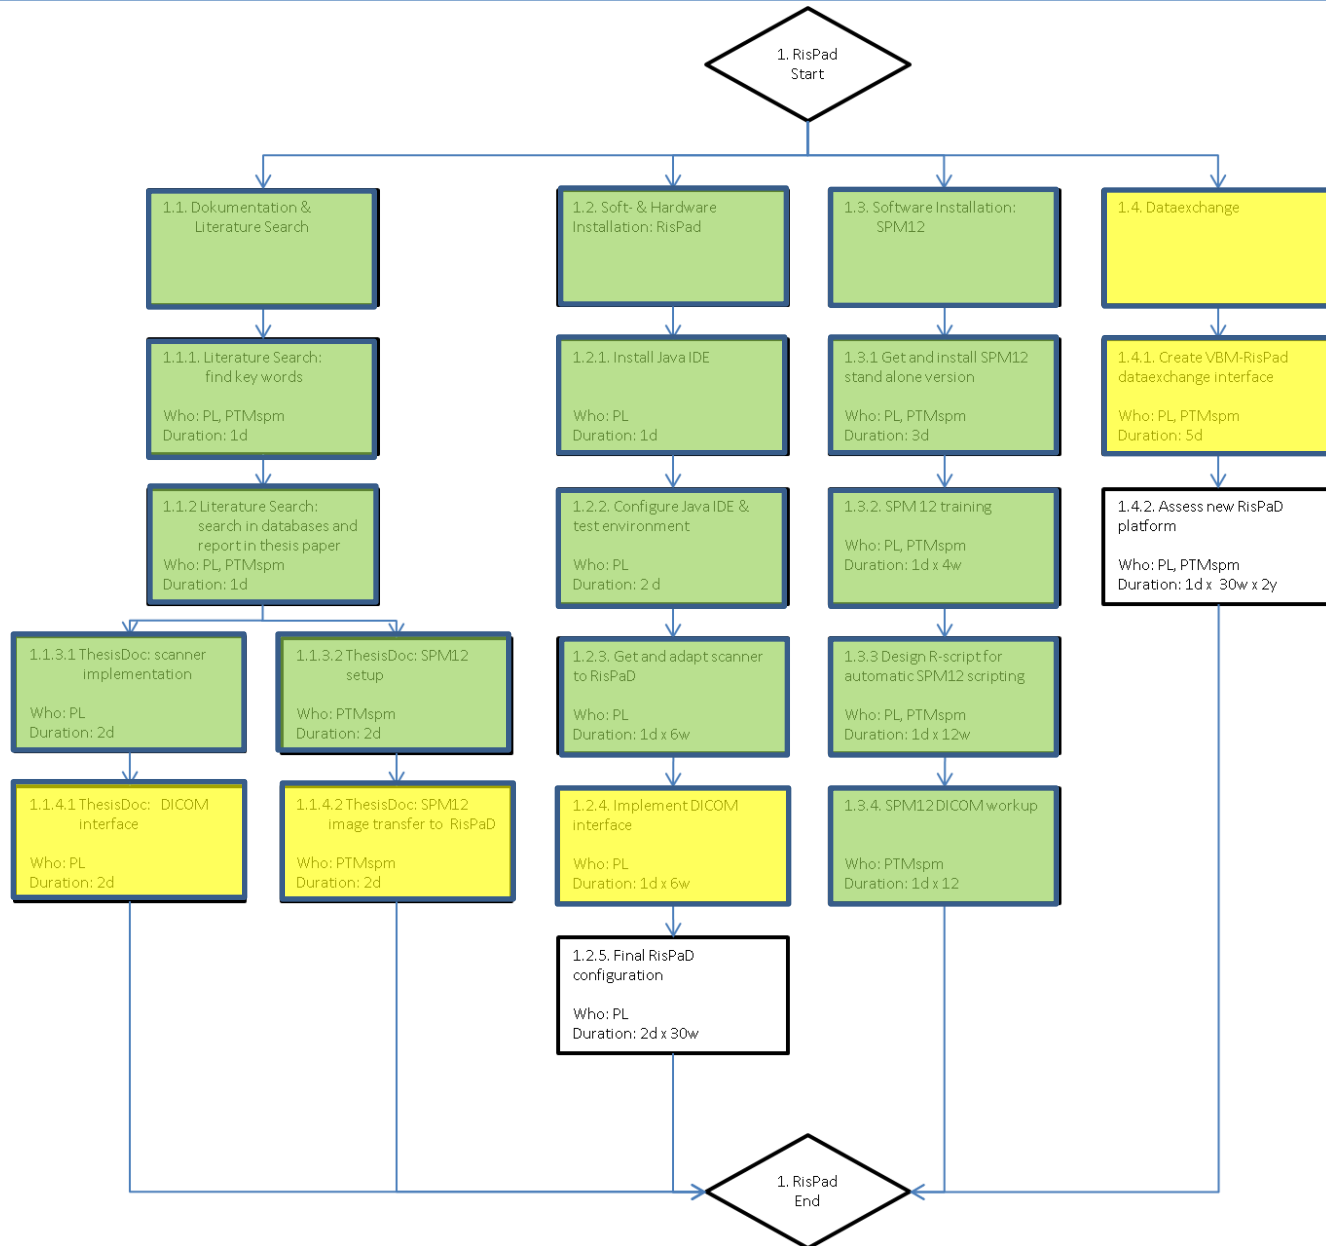 1. RisPad
Start
1.1. Dokumentation &
Literature Search
1.2. Soft- & Hardware
Installation: RisPad
1.3. Software Installation:
SPM12
1.4. Dataexchange
1.1.1. Literature Search:
find key words
Who: PL, PTMspm
Duration: 1d
1.2.1. Install Java IDE
Who: PL
Duration: 1d
1.3.1 Get and install SPM12
stand alone version
Who: PL, PTMspm
Duration: 3d
1.4.1. Create VBM-RisPad
dataexchange interface
Who: PL, PTMspm
Duration: 5d
1.1.2 Literature Search:
search in databases and
report in thesis paper
Who: PL, PTMspm
Duration: 1d
1.2.2. Configure Java IDE &
test environment
Who: PL
Duration: 2 d
1.3.2. SPM 12 training
Who: PL, PTMspm
Duration: 1d x 4w
1.4.2. Assess new RisPaD
platform
Who: PL, PTMspm
Duration: 1d x 30w x 2y
1.1.3.1 ThesisDoc: scanner
implementation
Who: PL
Duration: 2d
1.1.3.2 ThesisDoc: SPM12
setup
Who: PTMspm
Duration: 2d
1.2.3. Get and adapt scanner
to RisPaD
Who: PL
Duration: 1d x 6w
1.3.3 Design R-script for
automatic SPM12 scripting
Who: PL, PTMspm
Duration: 1d x 12w
1.1.4.1 ThesisDoc: DICOM
interface
Who: PL
Duration: 2d
1.1.4.2 ThesisDoc: SPM12
image transfer to RisPaD
Who: PTMspm
Duration: 2d
1.2.4. Implement DICOM
interface
Who: PL
Duration: 1d x 6w
1.3.4. SPM12 DICOM workup
Who: PTMspm
Duration: 1d x 12
1.2.5. Final RisPaD
configuration
Who: PL
Duration: 2d x 30w
1. RisPad
End